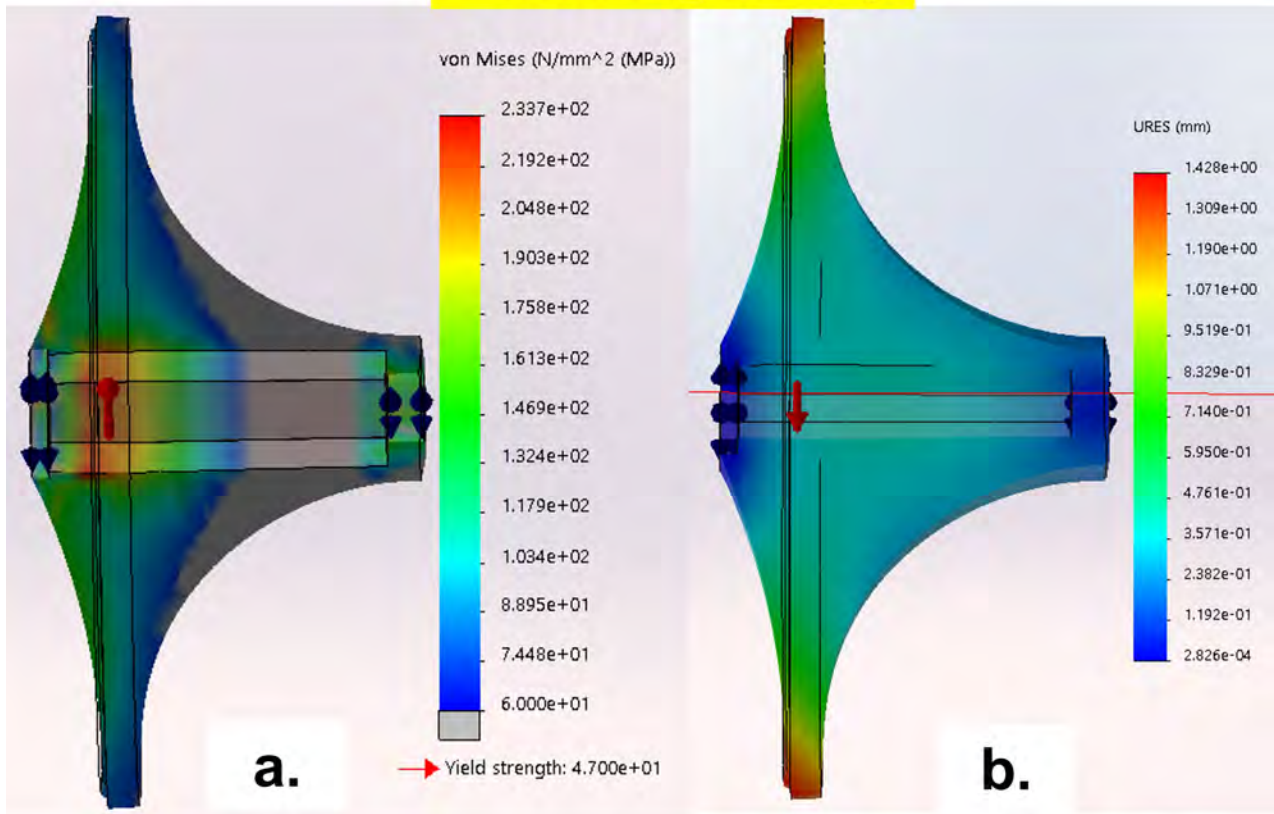 von Mises (N/mm^2 (MPa))
2.337e+02
2.192e+02
2.048e+02
1.903e+02
1.758e+02
1.613e+02
1.469e+02
1.324e+02
1.179e+02
1.034e+02
8.895e+01
7.448e+01
6.000e+01
Yield strength: 4.700e+01
a.
URES (mm)
1.428e+00
1.309e+00
1.190e+00
1.071e+00
9.519e-01
8.329e-01
7.140e-01
5.950e-01
4.761e-01
3.571e-01
2.382e-01
1.192e-01
2.826e-04
b.